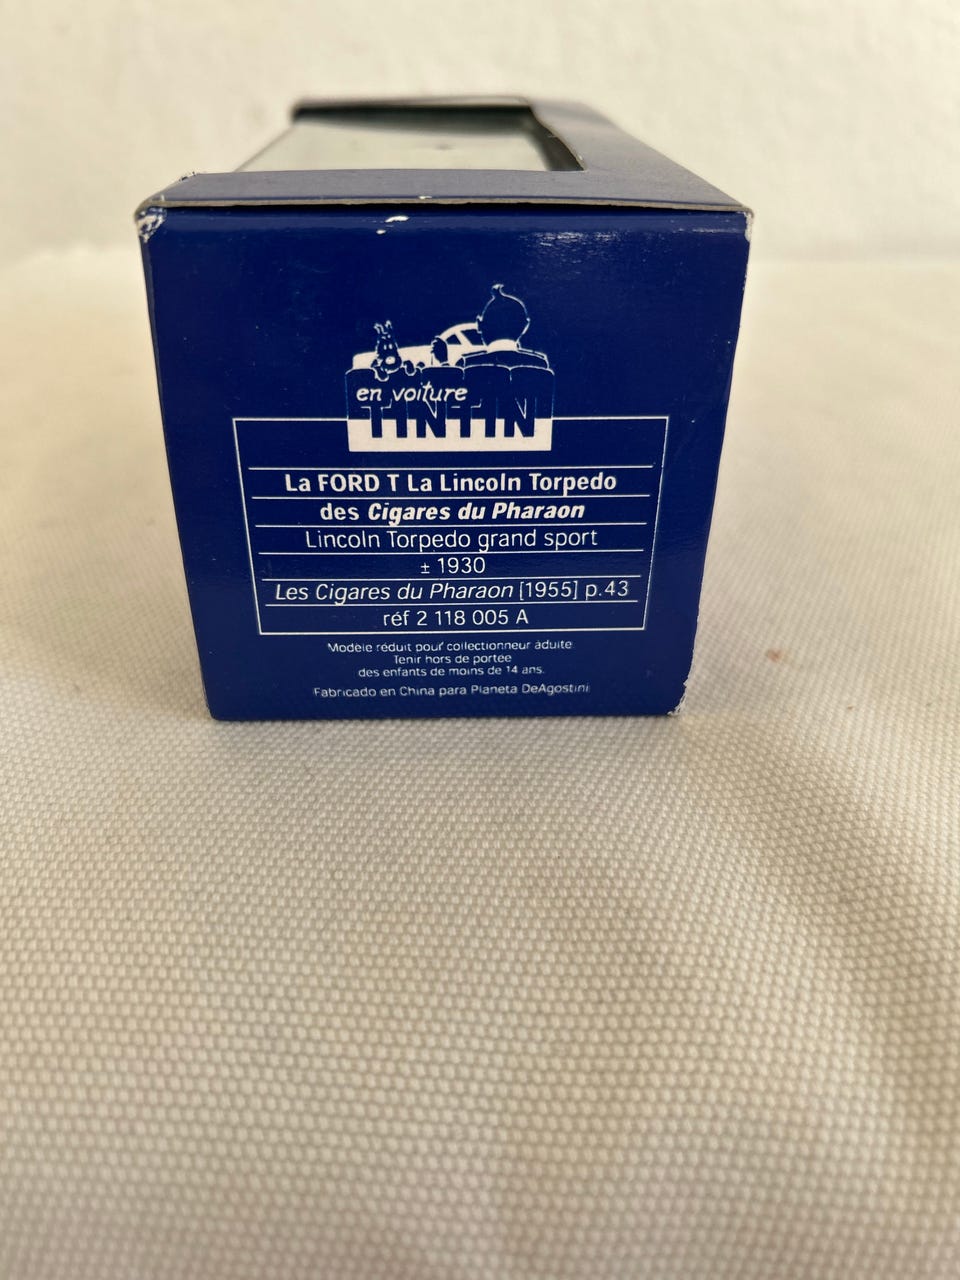 en voiture
TINTIN
La FORD T La Lincoln Torpedo
des Cigares du Pharaon
Lincoln Torpedo grand sport
± 1930
Les Cigares du Pharaon [1955] p.43
réf 2 118 005 A
Modèle réduit pour collectionneur adulte
Tenir hors de portée
des enfants de moins de 14 ans.
Fabricado en China para Planeta DeAgostini